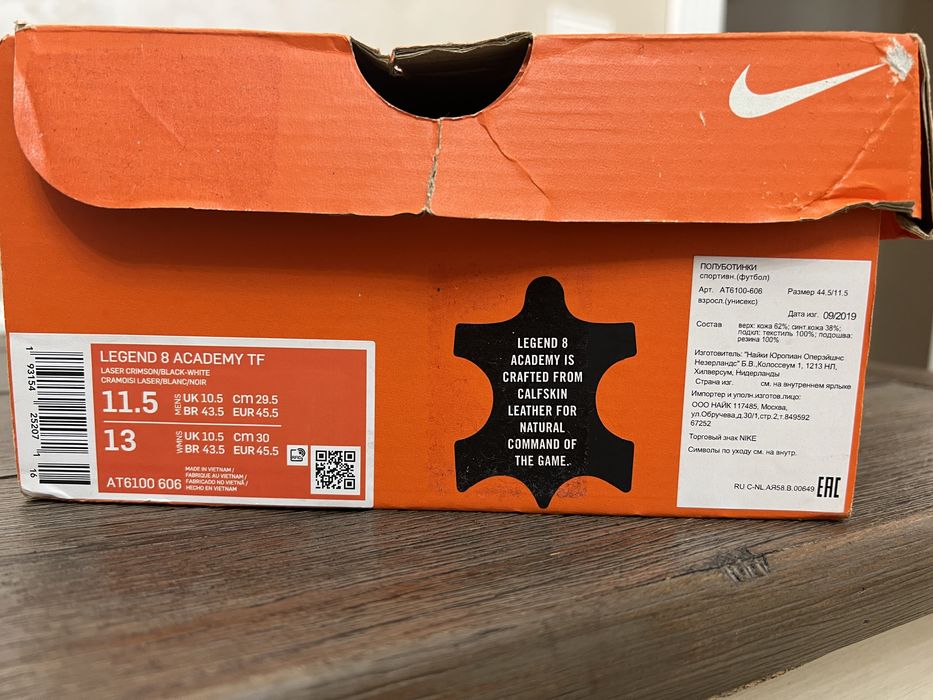 LEGEND 8 ACADEMY TF
LASER CRIMSON/BLACK-WHITE
CRAMOISI LASER/BLANC/NOIR
11.5 MENS UK 10.5 cm 29.5
BR 43.5 EUR 45.5
13 WMNS UK 10.5 cm 30
BR 43.5 EUR 45.5
MADE IN VIETNAM /
FABRIQUE AU VIETNAM /
FABRICADO NO VIETNÃ /
HECHO EN VIETNAM
AT6100 606
1 93154 25207 16
LEGEND 8
ACADEMY IS
CRAFTED FROM
CALFSKIN
LEATHER FOR
NATURAL
COMMAND OF
THE GAME.
ПОЛУБОТИНКИ
спортивн.(футбол)
Арт. AT6100-606 Размер 44.5/11.5
взросл.(унисекс)
Дата изг. 09/2019
Состав верх: кожа 62%; синт.кожа 38%;
подкл: текстиль 100%; подошва:
резина 100%
Изготовитель: "Найки Юропиан Оперэйшнс
Незерландс" Б.В.,Колоссеум 1, 1213 НЛ,
Хилверсум, Нидерланды
Страна изг. см. на внутреннем ярлыке
Импортер и уполн.изготов.лицо:
ООО НАЙК 117485, Москва,
ул.Обручева,д.30/1,стр.2,т.849592
67252
Торговый знак NIKE
Символы по уходу см. на внутр.
RU C-NL.АЯ58.В.00649 EAC